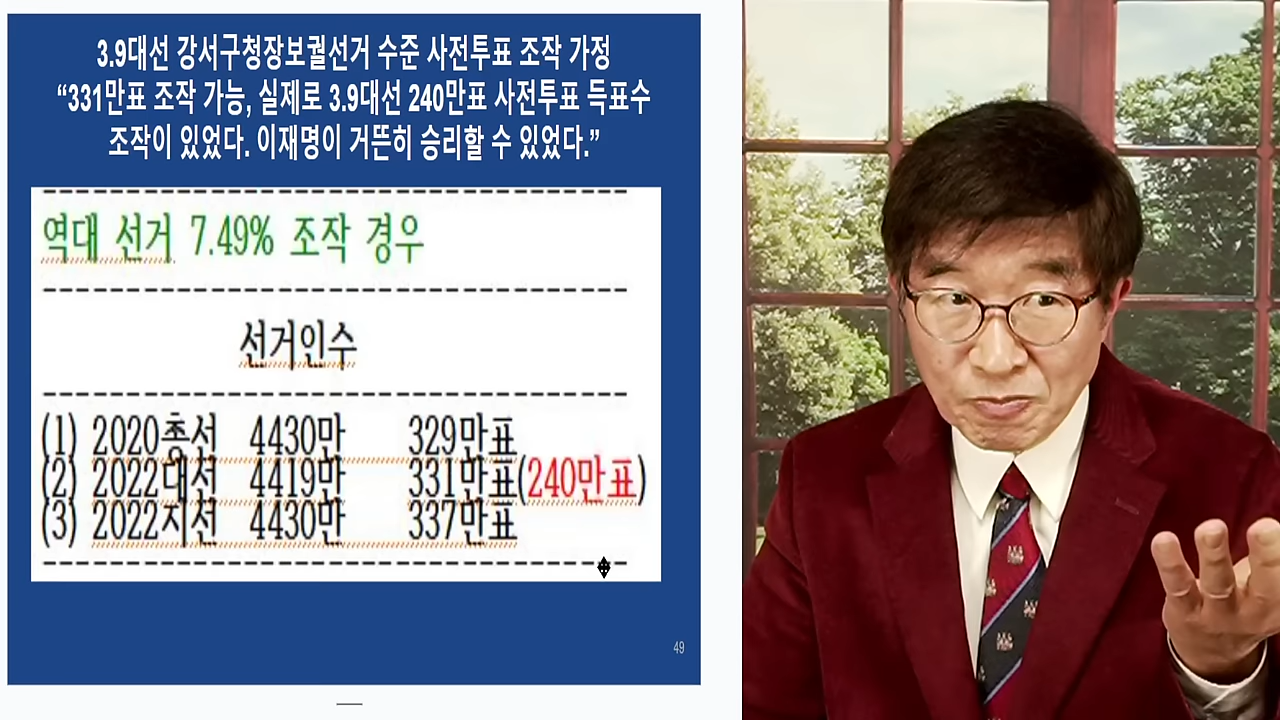 3.9대선 강서구청장보궐선거 수준 사전투표 조작 가정
“331만표 조작 가능, 실제로 3.9대선 240만표 사전투표 득표수
조작이 있었다. 이재명이 거뜬히 승리할 수 있었다.”
역대 선거 7.49% 조작 경우
선거인수
(1) 2020총선 4430만 329만표
(2) 2022대선 4419만 331만표(240만표)
(3) 2022지선 4430만 337만표
49